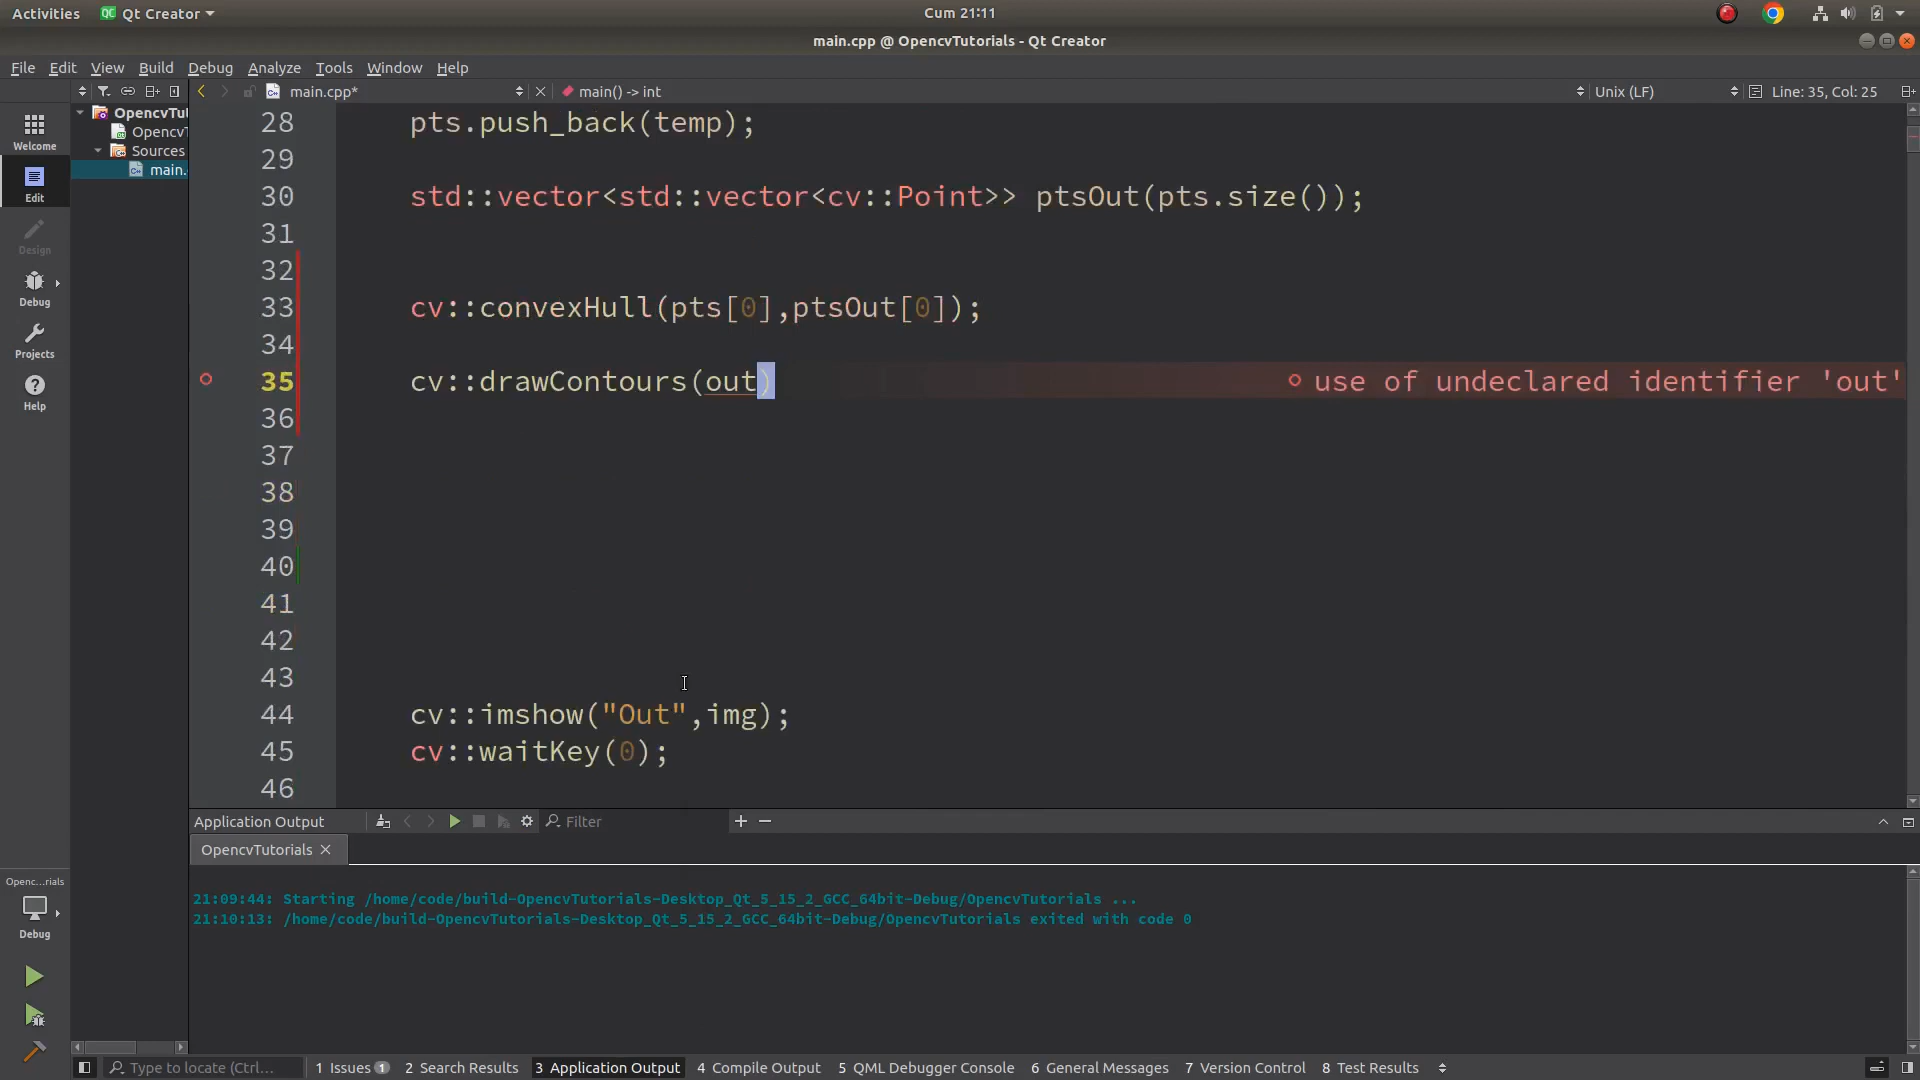 Activities Qt Creator Cum 21:11
main.cpp @ OpencvTutorials - Qt Creator
File Edit View Build Debug Analyze Tools Window Help
main.cpp* main() -> int Unix (LF) Line: 35, Col: 25
Welcome
Edit
Design
Debug
Projects
Help
OpencvTu
OpencvT
Sources
main.
28 pts.push_back(temp);
29
30 std::vector<std::vector<cv::Point>> ptsOut(pts.size());
31
32
33 cv::convexHull(pts[0],ptsOut[0]);
34
35 cv::drawContours(out) use of undeclared identifier 'out'
36
37
38
39
40
41
42
43
44 cv::imshow("Out",img);
45 cv::waitKey(0);
46
Application Output Filter
OpencvTutorials
21:09:44: Starting /home/code/build-OpencvTutorials-Desktop_Qt_5_15_2_GCC_64bit-Debug/OpencvTutorials ...
21:10:13: /home/code/build-OpencvTutorials-Desktop_Qt_5_15_2_GCC_64bit-Debug/OpencvTutorials exited with code 0
Openc...rials
Debug
Type to locate (Ctrl... 1 Issues 1 2 Search Results 3 Application Output 4 Compile Output 5 QML Debugger Console 6 General Messages 7 Version Control 8 Test Results